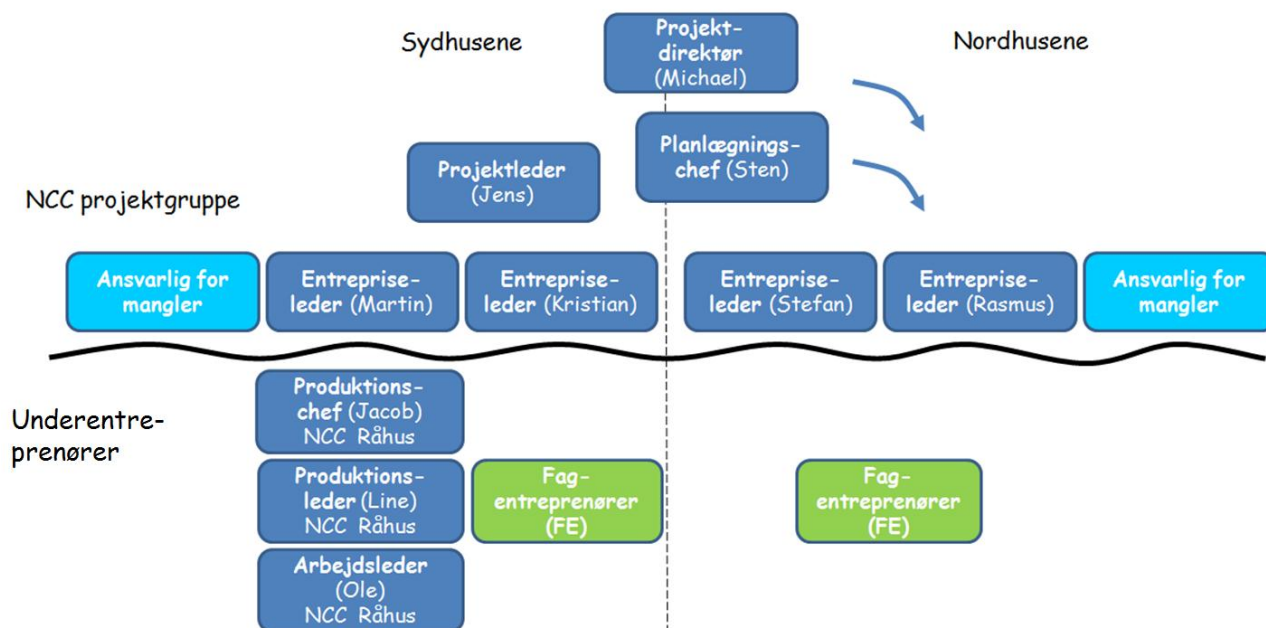 Sydhusene
Projekt-
direktør
(Michael)
Nordhusene
Planlægnings-
chef (Sten)
Projektleder
(Jens)
NCC projektgruppe
Ansvarlig for
mangler
Entreprise-
leder (Martin)
Entreprise-
leder (Kristian)
Entreprise-
leder (Stefan)
Entreprise-
leder (Rasmus)
Ansvarlig for
mangler
Underentre-
prenører
Produktions-
chef (Jacob)
NCC Råhus
Produktions-
leder (Line)
NCC Råhus
Fag-
entreprenører
(FE)
Fag-
entreprenører
(FE)
Arbejdsleder
(Ole)
NCC Råhus